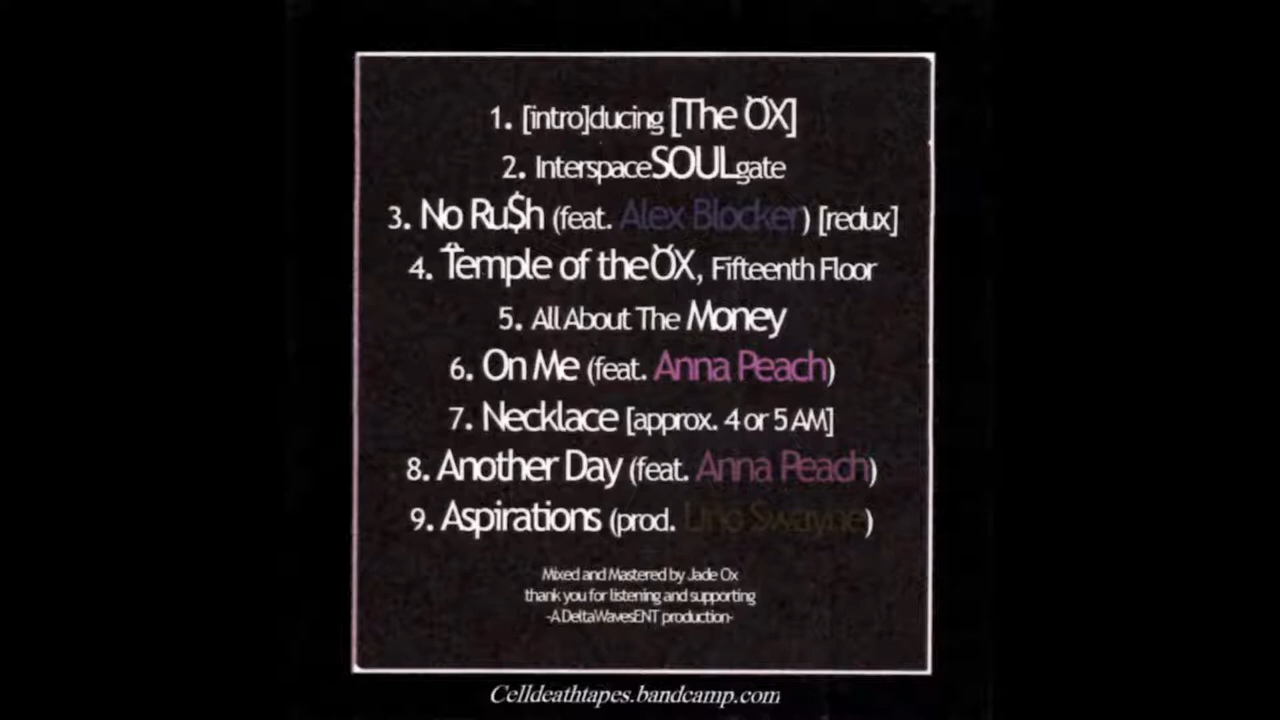 1. [intro]ducing [The ÖX]
2. InterspaceSOULgate
3. No Ru$h (feat. Alex Blocker) [redux]
4. Temple of the ÖX, Fifteenth Floor
5. All About The Money
6. On Me (feat. Anna Peach)
7. Necklace [approx. 4 or 5 AM]
8. Another Day (feat. Anna Peach)
9. Aspirations (prod. Swayne)
Mixed and Mastered by Jade Ox
thank you for listening and supporting
-A DeltaWavesENT production-
Celldeathtapes.bandcamp.com